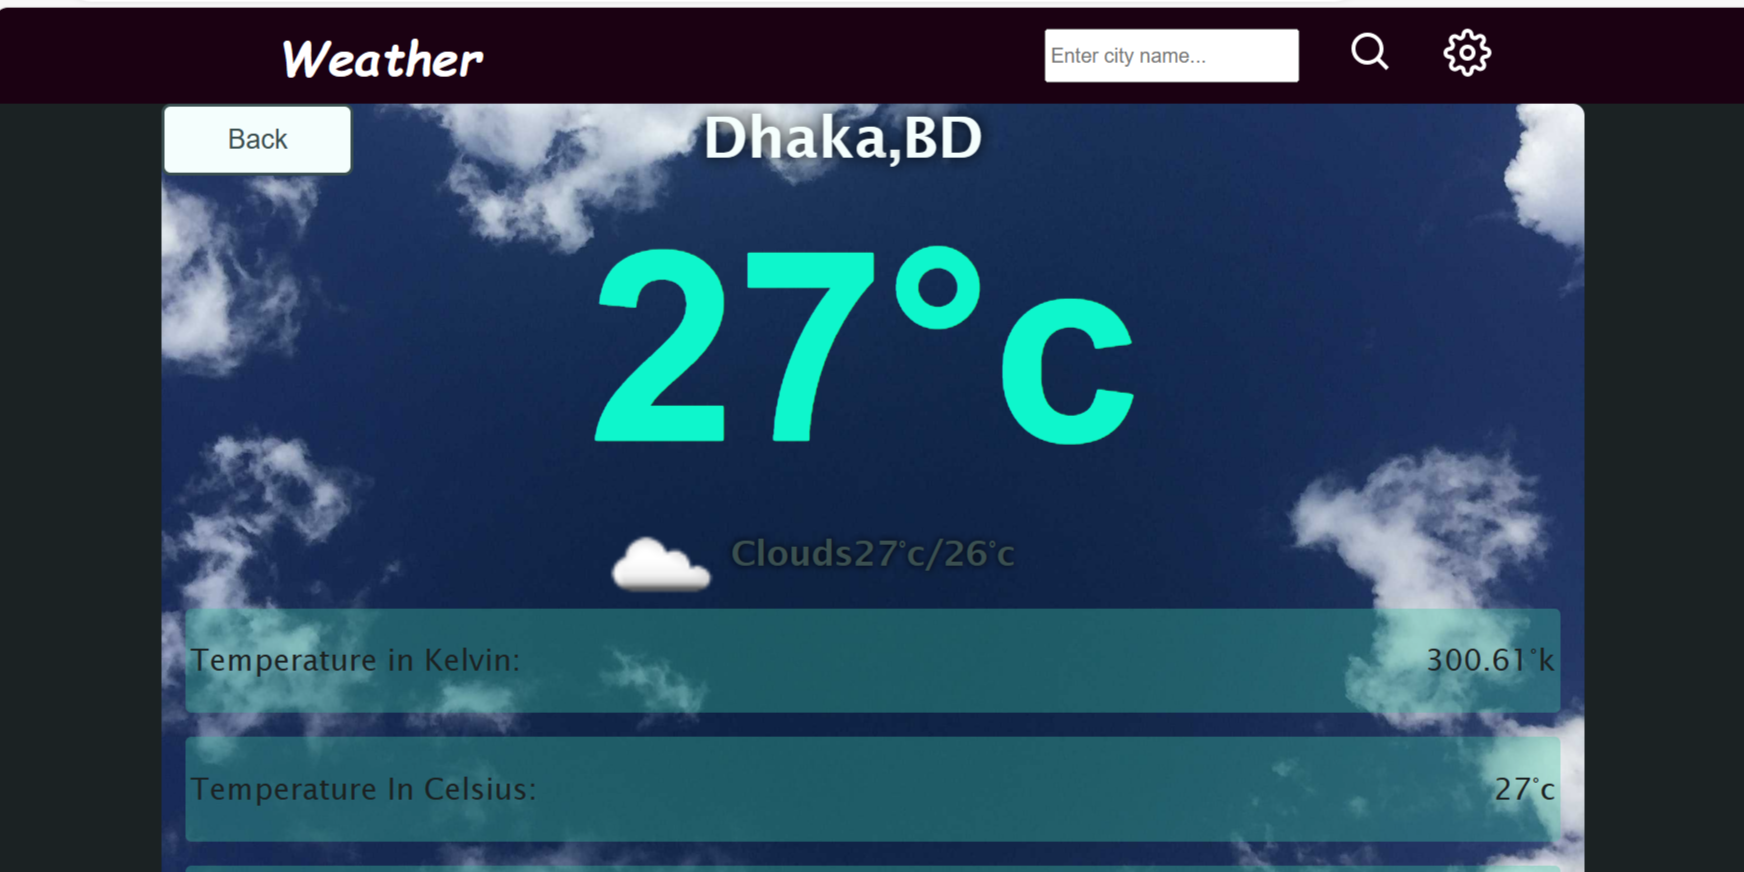 Weather
Enter city name...
Back
Dhaka,BD
27°c
Clouds27°c/26°c
Temperature in Kelvin: 300.61°k
Temperature In Celsius: 27°c